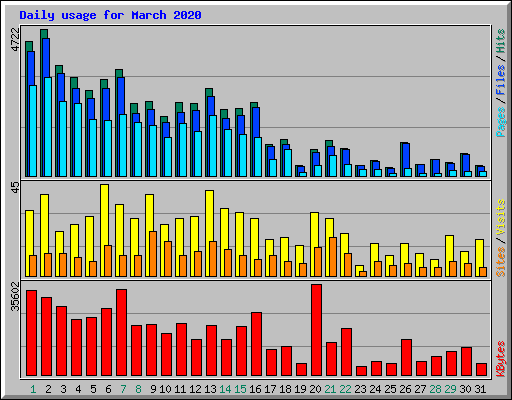 Daily usage for March 2020
4722
Pages / Files / Hits
45
Sites / Visits
35602
KBytes
1 2 3 4 5 6 7 8 9 10 11 12 13 14 15 16 17 18 19 20 21 22 23 24 25 26 27 28 29 30 31